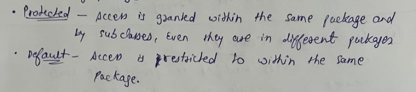 • Protected – Access is granted within the same package and
by subclasses, Even they are in different packages
• Default – Access is prestricted to within the same
Package.